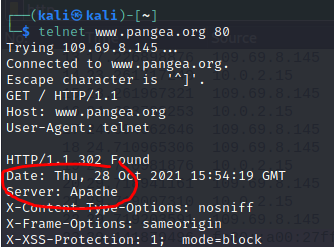 (kali㉿kali)-[~]
$ telnet www.pangea.org 80
Trying 109.69.8.145...
Connected to www.pangea.org.
Escape character is '^]'.
GET / HTTP/1.1
Host: www.pangea.org
User-Agent: telnet
HTTP/1.1 302 Found
Date: Thu, 28 Oct 2021 15:54:19 GMT
Server: Apache
X-Content-Type-Options: nosniff
X-Frame-Options: sameorigin
X-XSS-Protection: 1; mode=block